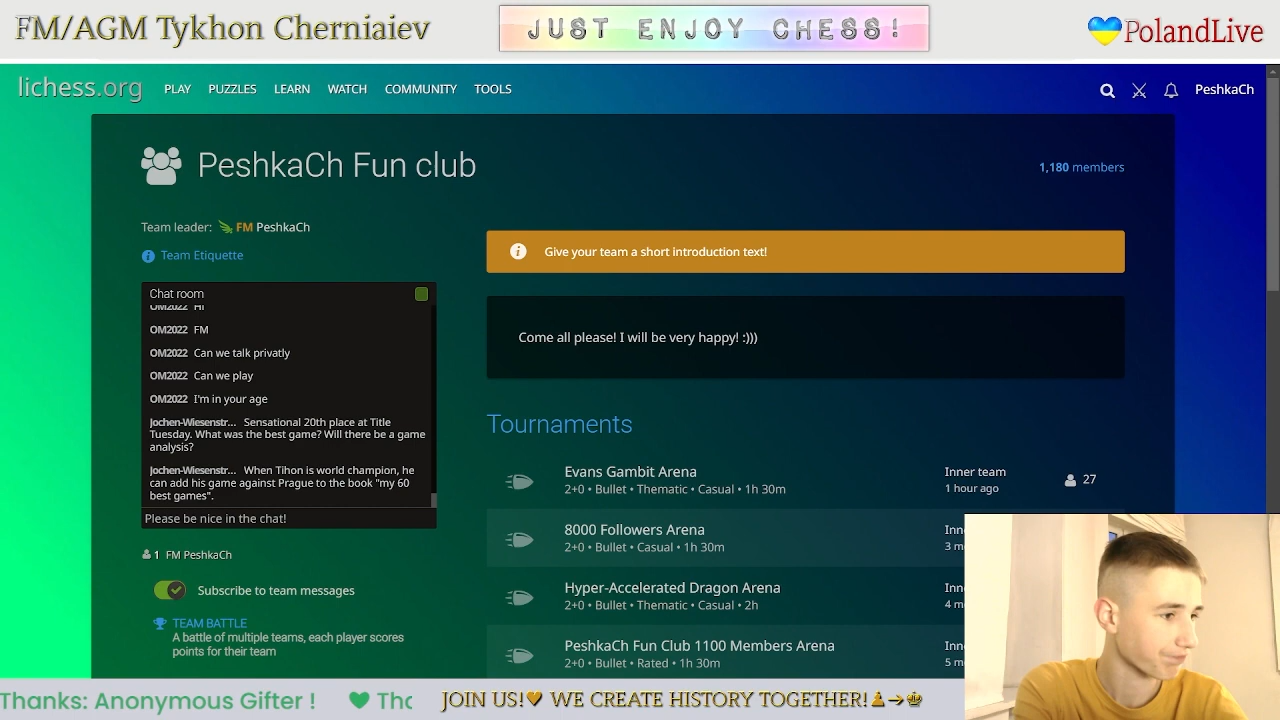 FM/AGM Tykhon Cherniaiev
JUST ENJOY CHESS!
PolandLive
lichess.org PLAY PUZZLES LEARN WATCH COMMUNITY TOOLS PeshkaCh
PeshkaCh Fun club
1,180 members
Team leader: FM PeshkaCh
Team Etiquette
Give your team a short introduction text!
Come all please! I will be very happy! :)))
Chat room
OM2022 Hi
OM2022 FM
OM2022 Can we talk privatly
OM2022 Can we play
OM2022 I'm in your age
Jochen-Wiesenstr... Sensational 20th place at Title
Tuesday. What was the best game? Will there be a game
analysis?
Jochen-Wiesenstr... When Tihon is world champion, he
can add his game against Prague to the book "my 60
best games".
Please be nice in the chat!
1 FM PeshkaCh
Subscribe to team messages
TEAM BATTLE
A battle of multiple teams, each player scores
points for their team
Tournaments
Evans Gambit Arena
2+0 • Bullet • Thematic • Casual • 1h 30m
Inner team
1 hour ago
27
8000 Followers Arena
2+0 • Bullet • Casual • 1h 30m
Inn
3 m
Hyper-Accelerated Dragon Arena
2+0 • Bullet • Thematic • Casual • 2h
Inn
4 m
PeshkaCh Fun Club 1100 Members Arena
2+0 • Bullet • Rated • 1h 30m
Inn
5 m
Thanks: Anonymous Gifter ! ♥ Tha
JOIN US!♥ WE CREATE HISTORY TOGETHER!♟→♚